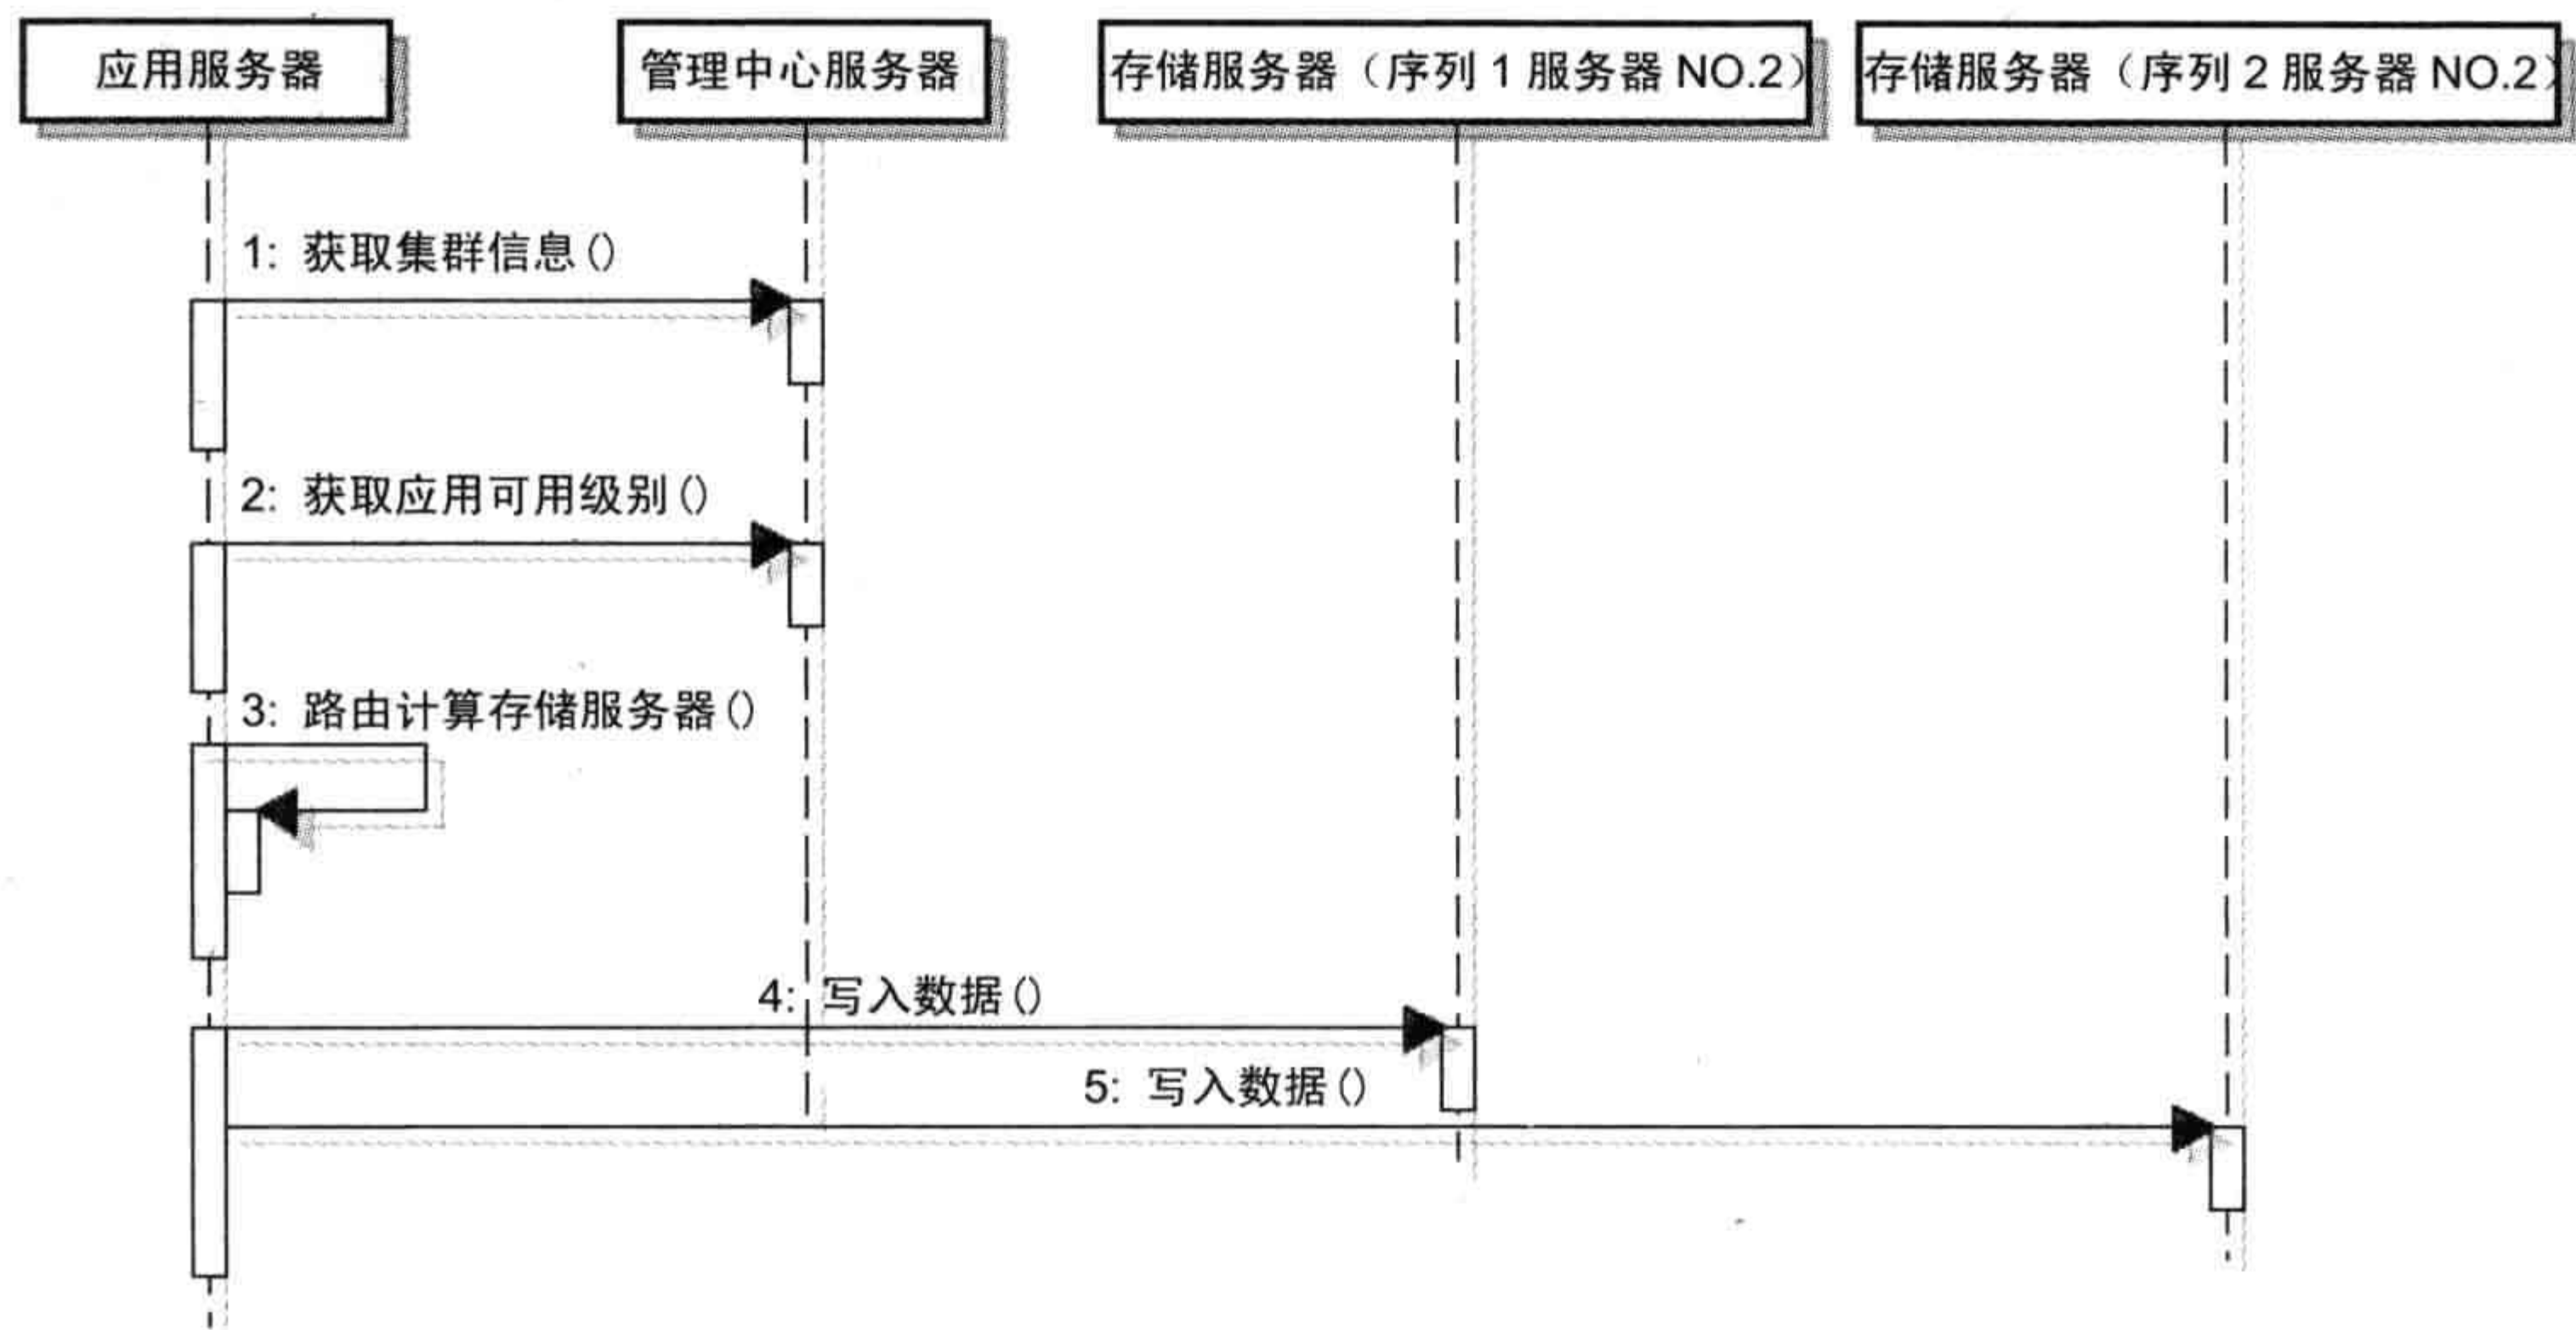 应用服务器
管理中心服务器
存储服务器（序列 1 服务器 NO.2）
存储服务器（序列 2 服务器 NO.2）
1: 获取集群信息()
2: 获取应用可用级别()
3: 路由计算存储服务器()
4: 写入数据()
5: 写入数据()